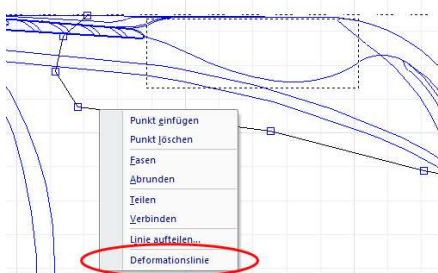 Punkt einfügen
Punkt löschen
Fasen
Abrunden
Teilen
Verbinden
Linie aufteilen...
Deformationslinie